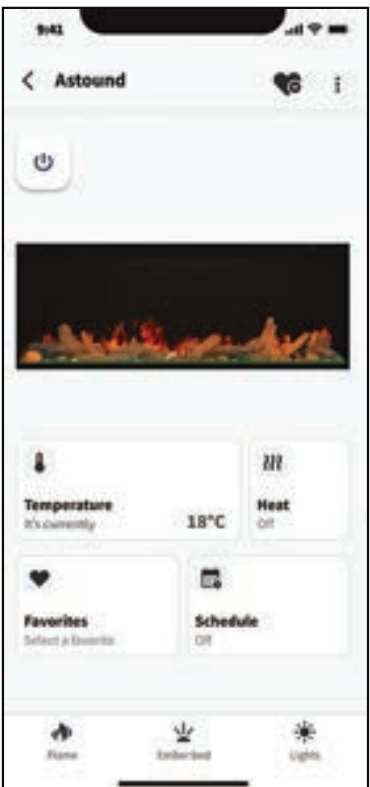 9:41
Astound
Temperature
It's currently
18°C
Heat
Off
Favorites
Select a favorite
Schedule
Off
Flame
Ember bed
Lights